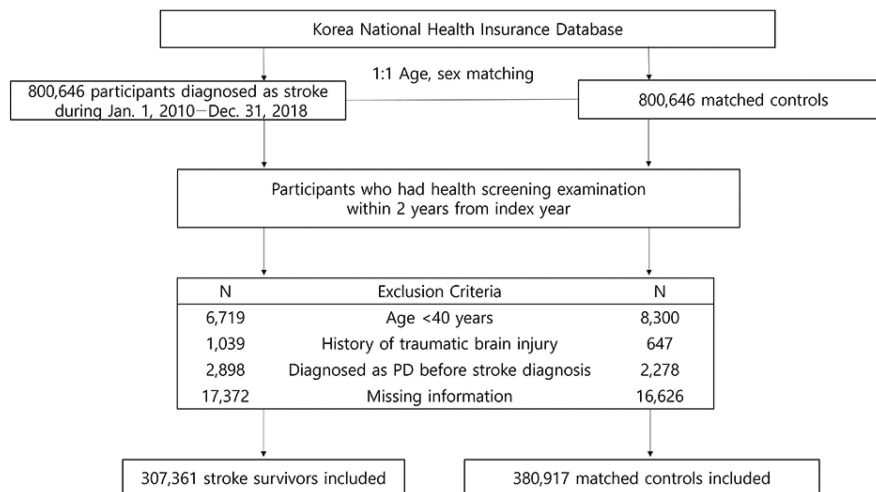 Korea National Health Insurance Database
1:1 Age, sex matching
800,646 participants diagnosed as stroke
during Jan. 1, 2010–Dec. 31, 2018
800,646 matched controls
Participants who had health screening examination
within 2 years from index year
N Exclusion Criteria N
6,719 Age <40 years 8,300
1,039 History of traumatic brain injury 647
2,898 Diagnosed as PD before stroke diagnosis 2,278
17,372 Missing information 16,626
307,361 stroke survivors included
380,917 matched controls included